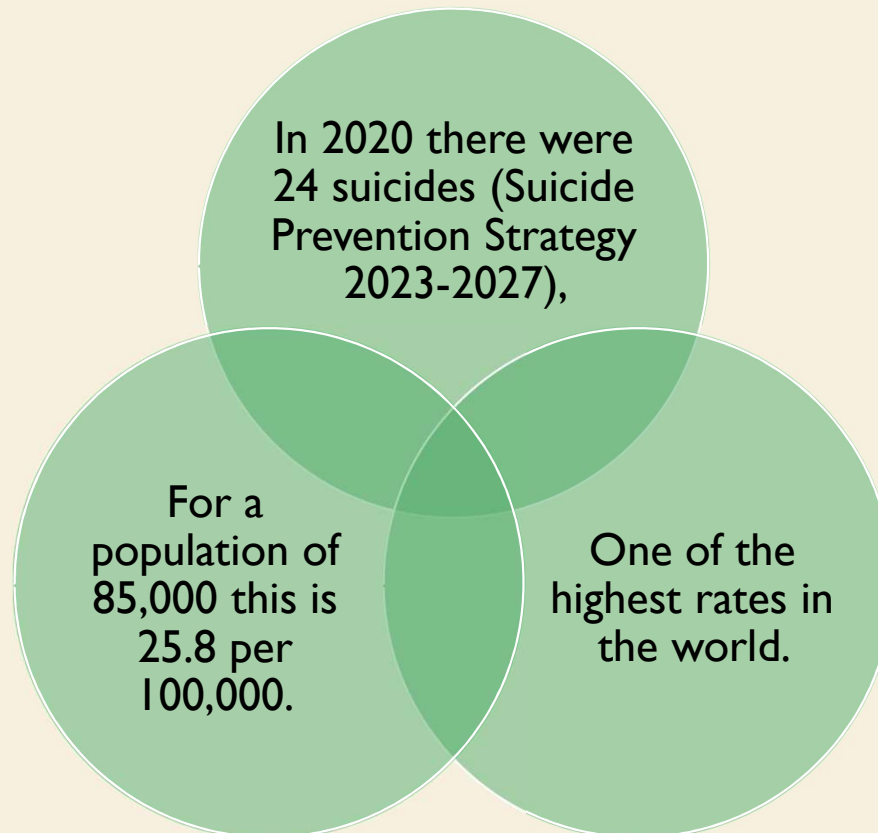 In 2020 there were
24 suicides (Suicide
Prevention Strategy
2023-2027),
For a
population of
85,000 this is
25.8 per
100,000.
One of the
highest rates in
the world.